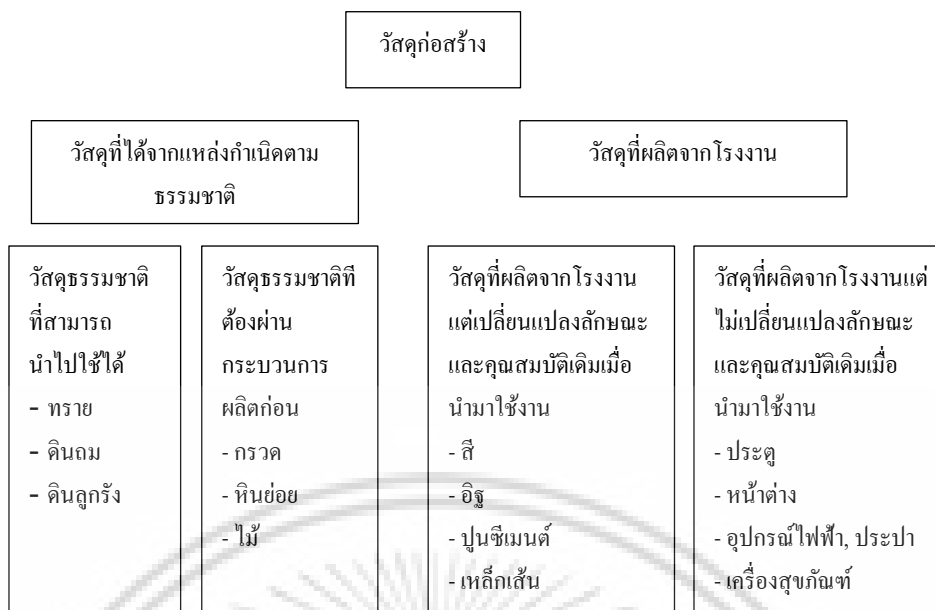 วัสดุก่อสร้าง
วัสดุที่ได้จากแหล่งกำเนิดตาม
ธรรมชาติ
วัสดุที่ผลิตจากโรงงาน
วัสดุธรรมชาติ
ที่สามารถ
นำไปใช้ได้
- ทราย
- ดินถม
- ดินลูกรัง
วัสดุธรรมชาติที
ต้องผ่าน
กระบวนการ
ผลิตก่อน
- กรวด
- หินย่อย
- ไม้
วัสดุที่ผลิตจากโรงงาน
แต่เปลี่ยนแปลงลักษณะ
และคุณสมบัติเดิมเมื่อ
นำมาใช้งาน
- สี
- อิฐ
- ปูนซีเมนต์
- เหล็กเส้น
วัสดุที่ผลิตจากโรงงานแต่
ไม่เปลี่ยนแปลงลักษณะ
และคุณสมบัติเดิมเมื่อ
นำมาใช้งาน
- ประตู
- หน้าต่าง
- อุปกรณ์ไฟฟ้า, ประปา
- เครื่องสุขภัณฑ์